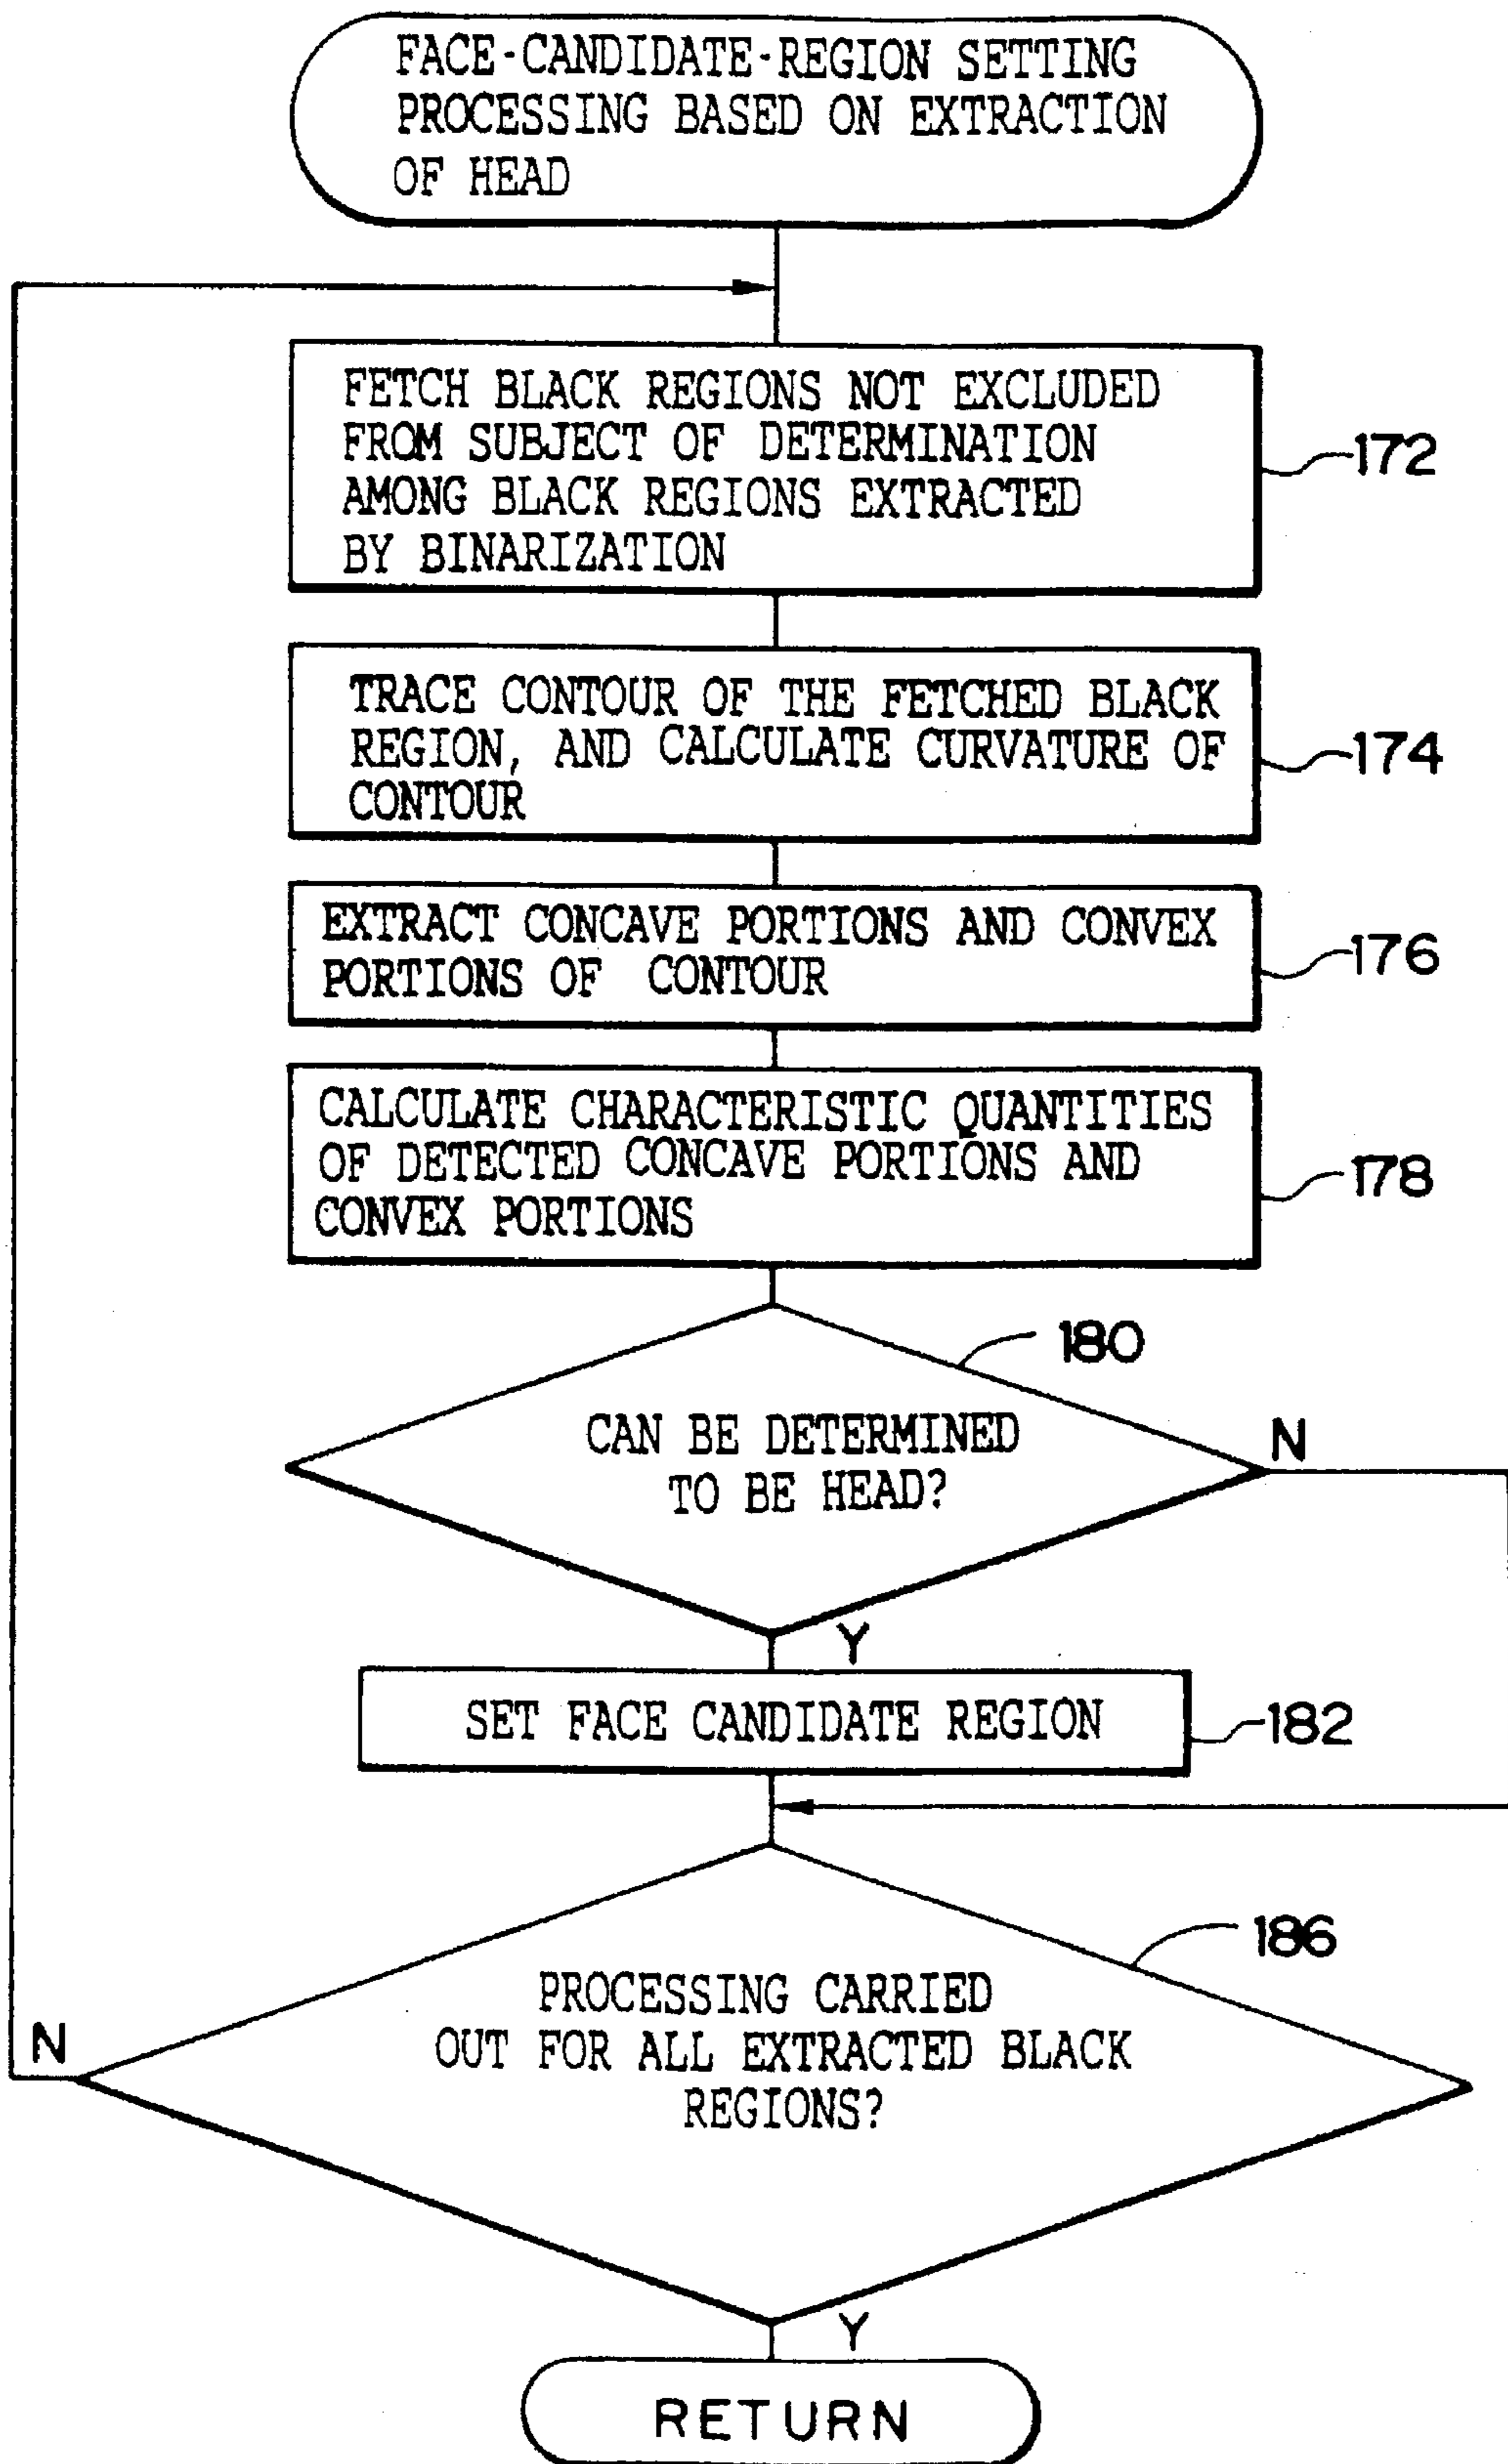 FACE-CANDIDATE-REGION SETTING
PROCESSING BASED ON EXTRACTION
OF HEAD
FETCH BLACK REGIONS NOT EXCLUDED
FROM SUBJECT OF DETERMINATION
AMONG BLACK REGIONS EXTRACTED
BY BINARIZATION
172
TRACE CONTOUR OF THE FETCHED BLACK
REGION, AND CALCULATE CURVATURE OF
CONTOUR
174
EXTRACT CONCAVE PORTIONS AND CONVEX
PORTIONS OF CONTOUR
176
CALCULATE CHARACTERISTIC QUANTITIES
OF DETECTED CONCAVE PORTIONS AND
CONVEX PORTIONS
178
180
CAN BE DETERMINED
TO BE HEAD?
N
Y
SET FACE CANDIDATE REGION
182
186
PROCESSING CARRIED
OUT FOR ALL EXTRACTED BLACK
REGIONS?
N
Y
RETURN